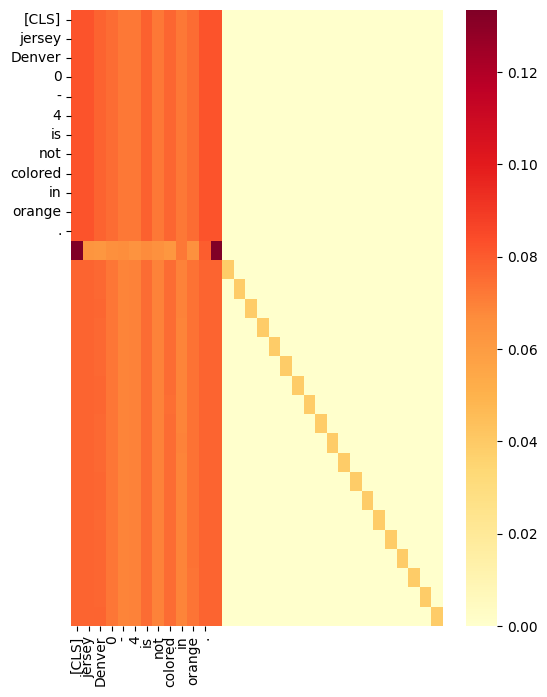 [CLS]
jersey
Denver
0
-
4
is
not
colored
in
orange
.
0.12
0.10
0.08
0.06
0.04
0.02
0.00
[CLS]
jersey
Denver
0
-
4
is
not
colored
in
orange
.